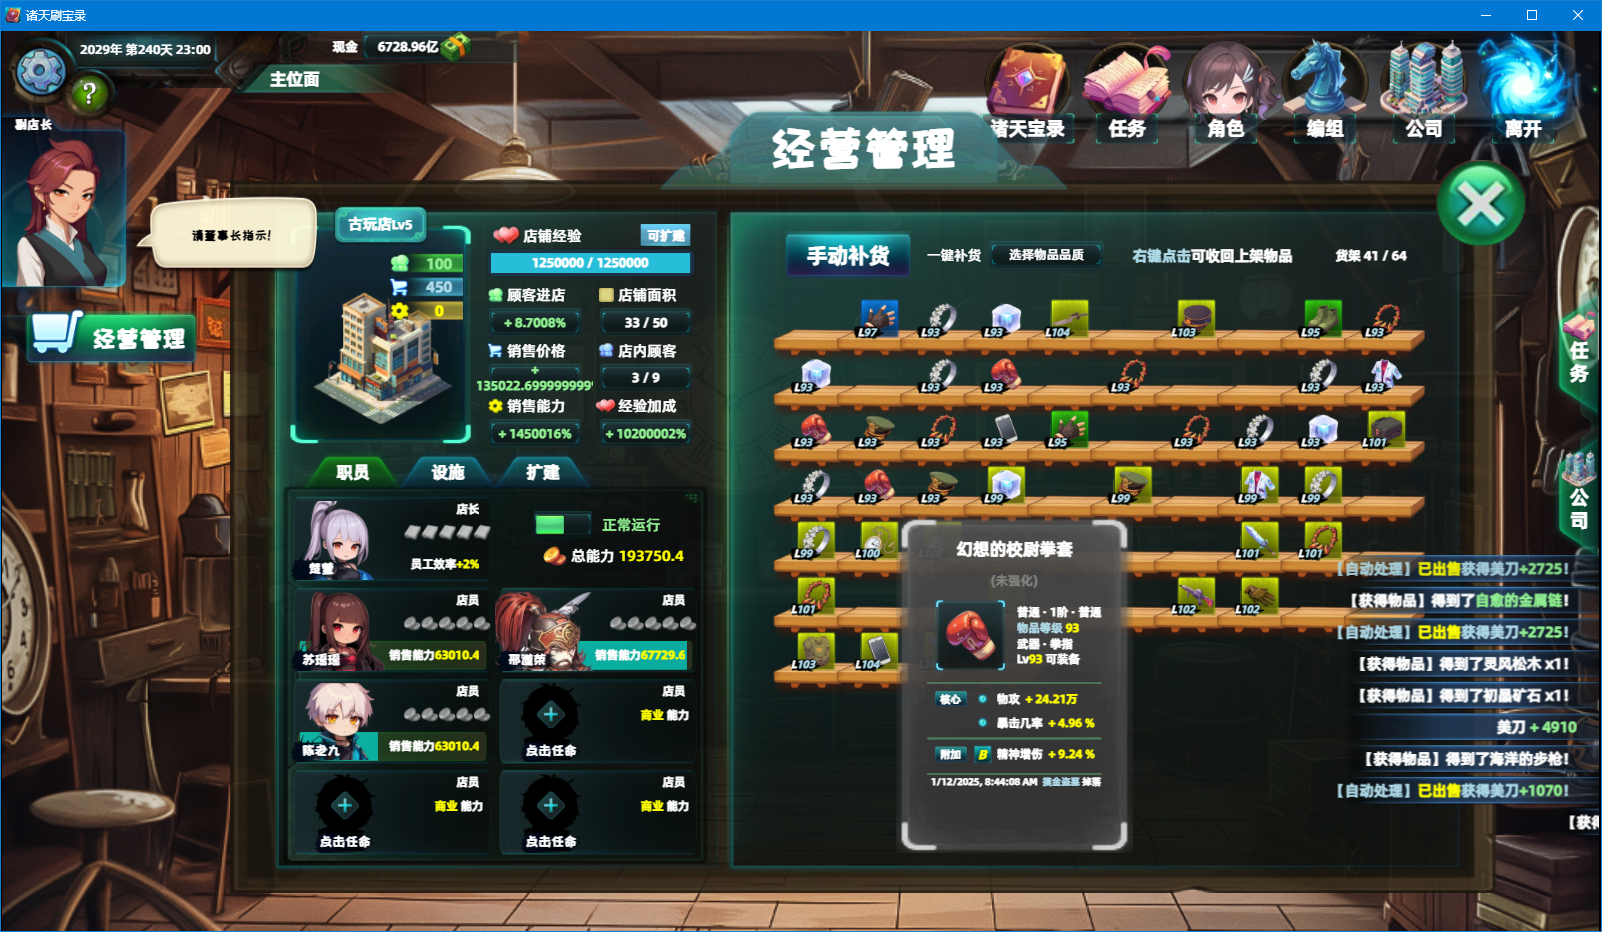 诸天刷宝录
2029年 第240天 23:00
现金 6728.96亿
主位面
?
副店长
诸天宝录
任务
角色
编组
公司
离开
经营管理
请董事长指示!
经营管理
古玩店Lv5
100
450
0
店铺经验
可扩建
1250000 / 1250000
顾客进店
店铺面积
+8.7008%
33 / 50
销售价格
店内顾客
+
135022.699999999%
3 / 9
销售能力
经验加成
+1450016%
+10200002%
职员
设施
扩建
店长
楚董
员工效率+2%
正常运行
总能力 193750.4
店员
苏瑶瑶
销售能力63010.4
店员
邢道荣
销售能力67729.6
店员
陈老九
销售能力63010.4
店员
商业 能力
点击任命
店员
商业 能力
点击任命
店员
商业 能力
点击任命
手动补货
一键补货
选择物品品质
右键点击可收回上架物品
货架 41 / 64
L97 L93 L93 L104 L103 L95 L93
L93 L93 L93 L93 L93 L93
L93 L93 L93 L93 L95 L93 L93 L93 L101
L93 L93 L93 L99 L99 L99 L99
L99 L100 L101 L101
L101 L102 L102
L103 L104
幻想的校尉拳套
(未强化)
普通·1阶·普通
物品等级 93
武器·拳指
Lv93 可装备
核心 物攻 +24.21万
暴击几率 +4.96 %
附加 B 精神增伤 +9.24 %
1/12/2025, 8:44:08 AM 摸金盗墓 掉落
任务
公司
【自动处理】已出售获得美刀+2725!
【获得物品】得到了自愈的金属链!
【自动处理】已出售获得美刀+2725!
【获得物品】得到了灵风松木 x1!
【获得物品】得到了初晶矿石 x1!
美刀 +4910
【获得物品】得到了海洋的步枪!
【自动处理】已出售获得美刀+1070!
【获得